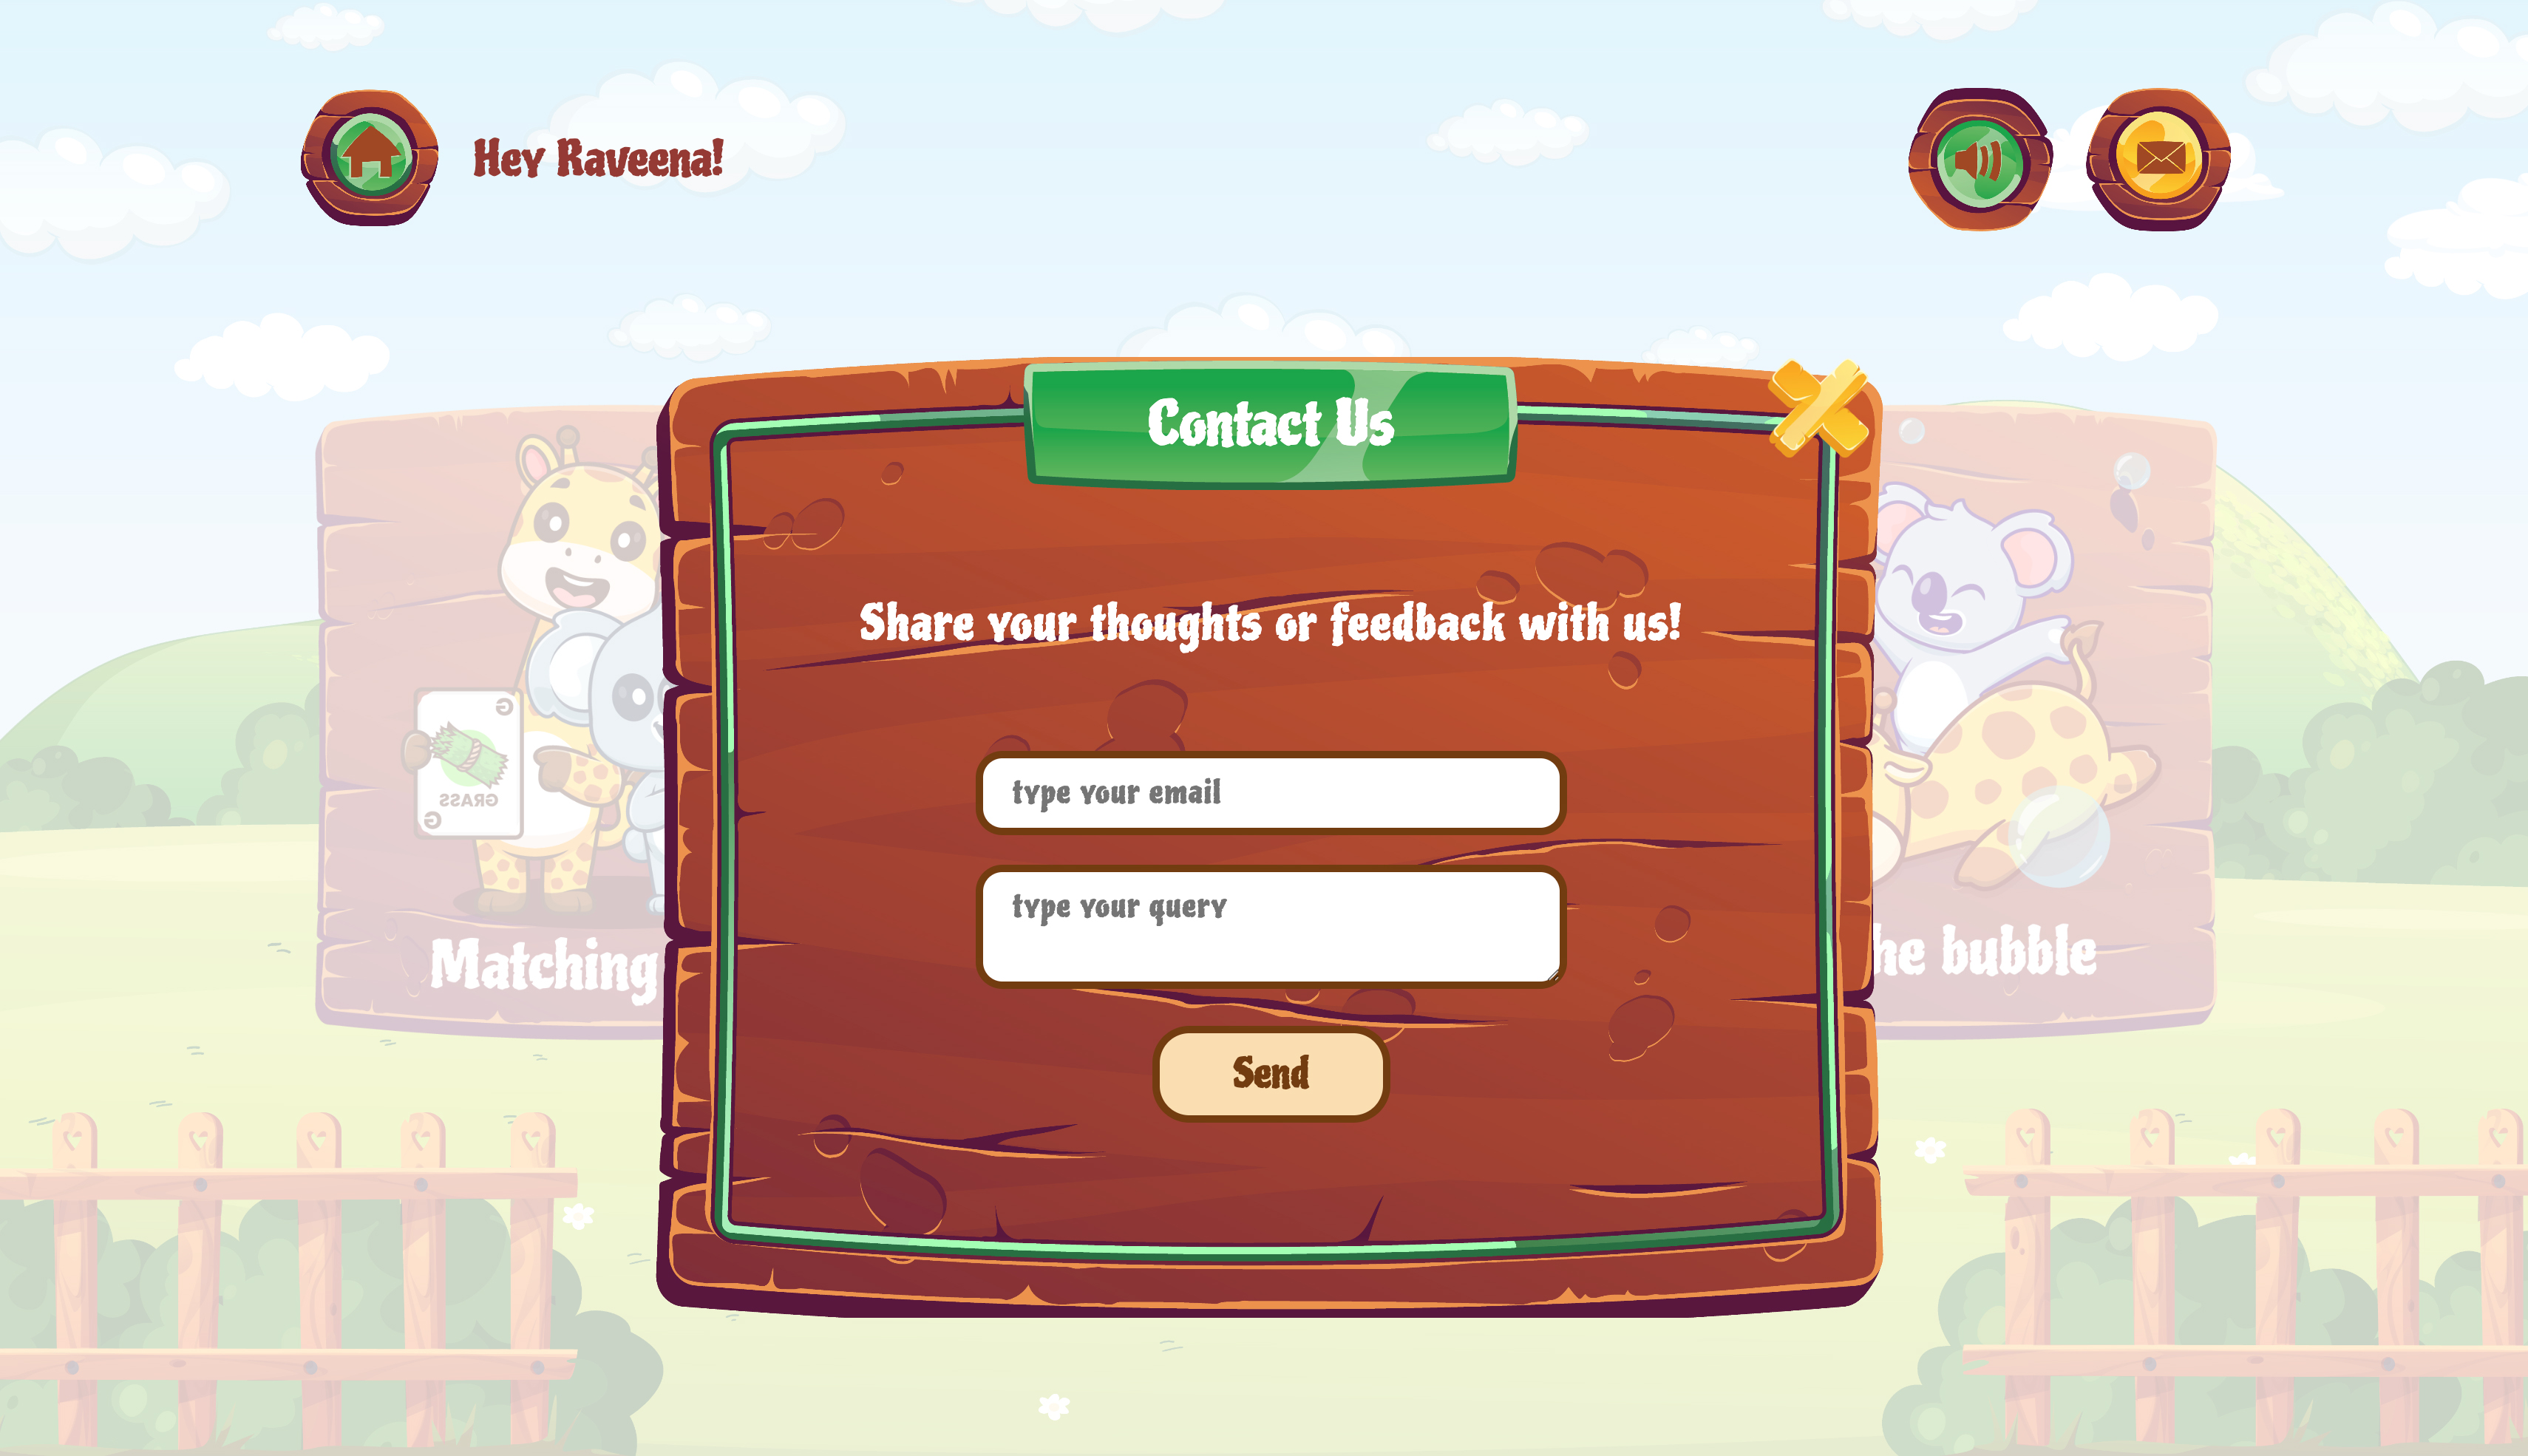 Hey Raveena!
Contact Us
Share your thoughts or feedback with us!
G
GRASS
G
type your email
type your query
Matching
he bubble
Send